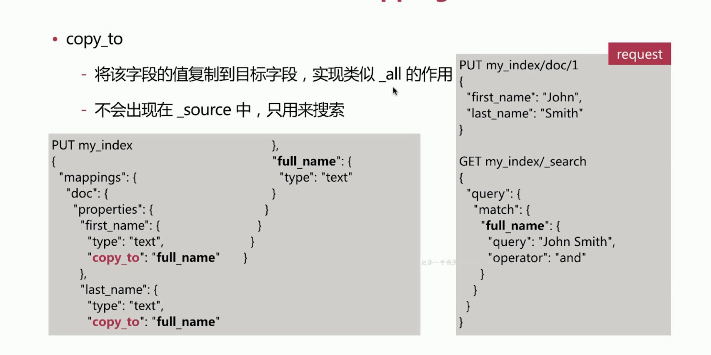 copy_to
- 将该字段的值复制到目标字段，实现类似 _all 的作用
- 不会出现在 _source 中，只用来搜索
PUT my_index
{
"mappings": {
"doc": {
"properties": {
"first_name": {
"type": "text",
"copy_to": "full_name"
},
"last_name": {
"type": "text",
"copy_to": "full_name"
},
"full_name": {
"type": "text"
}
}
}
}
}
request
PUT my_index/doc/1
{
"first_name": "John",
"last_name": "Smith"
}
GET my_index/_search
{
"query": {
"match": {
"full_name": {
"query": "John Smith",
"operator": "and"
}
}
}
}